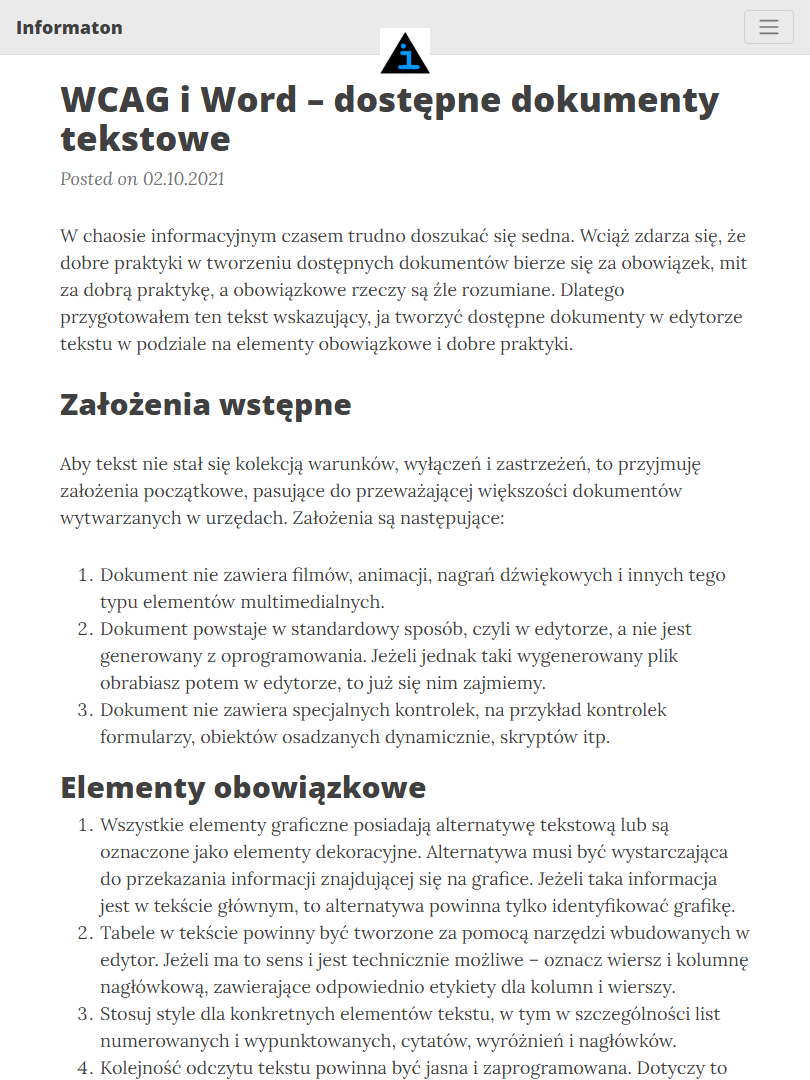 Informaton
i
WCAG i Word – dostępne dokumenty
tekstowe
Posted on 02.10.2021
W chaosie informacyjnym czasem trudno doszukać się sedna. Wciąż zdarza się, że
dobre praktyki w tworzeniu dostępnych dokumentów bierze się za obowiązek, mit
za dobrą praktykę, a obowiązkowe rzeczy są źle rozumiane. Dlatego
przygotowałem ten tekst wskazujący, ja tworzyć dostępne dokumenty w edytorze
tekstu w podziale na elementy obowiązkowe i dobre praktyki.
Założenia wstępne
Aby tekst nie stał się kolekcją warunków, wyłączeń i zastrzeżeń, to przyjmuję
założenia początkowe, pasujące do przeważającej większości dokumentów
wytwarzanych w urzędach. Założenia są następujące:
1. Dokument nie zawiera filmów, animacji, nagrań dźwiękowych i innych tego
typu elementów multimedialnych.
2. Dokument powstaje w standardowy sposób, czyli w edytorze, a nie jest
generowany z oprogramowania. Jeżeli jednak taki wygenerowany plik
obrabiasz potem w edytorze, to już się nim zajmiemy.
3. Dokument nie zawiera specjalnych kontrolek, na przykład kontrolek
formularzy, obiektów osadzanych dynamicznie, skryptów itp.
Elementy obowiązkowe
1. Wszystkie elementy graficzne posiadają alternatywę tekstową lub są
oznaczone jako elementy dekoracyjne. Alternatywa musi być wystarczająca
do przekazania informacji znajdującej się na grafice. Jeżeli taka informacja
jest w tekście głównym, to alternatywa powinna tylko identyfikować grafikę.
2. Tabele w tekście powinny być tworzone za pomocą narzędzi wbudowanych w
edytor. Jeżeli ma to sens i jest technicznie możliwe – oznacz wiersz i kolumnę
nagłówkową, zawierające odpowiednio etykiety dla kolumn i wierszy.
3. Stosuj style dla konkretnych elementów tekstu, w tym w szczególności list
numerowanych i wypunktowanych, cytatów, wyróżnień i nagłówków.
4. Kolejność odczytu tekstu powinna być jasna i zaprogramowana. Dotyczy to